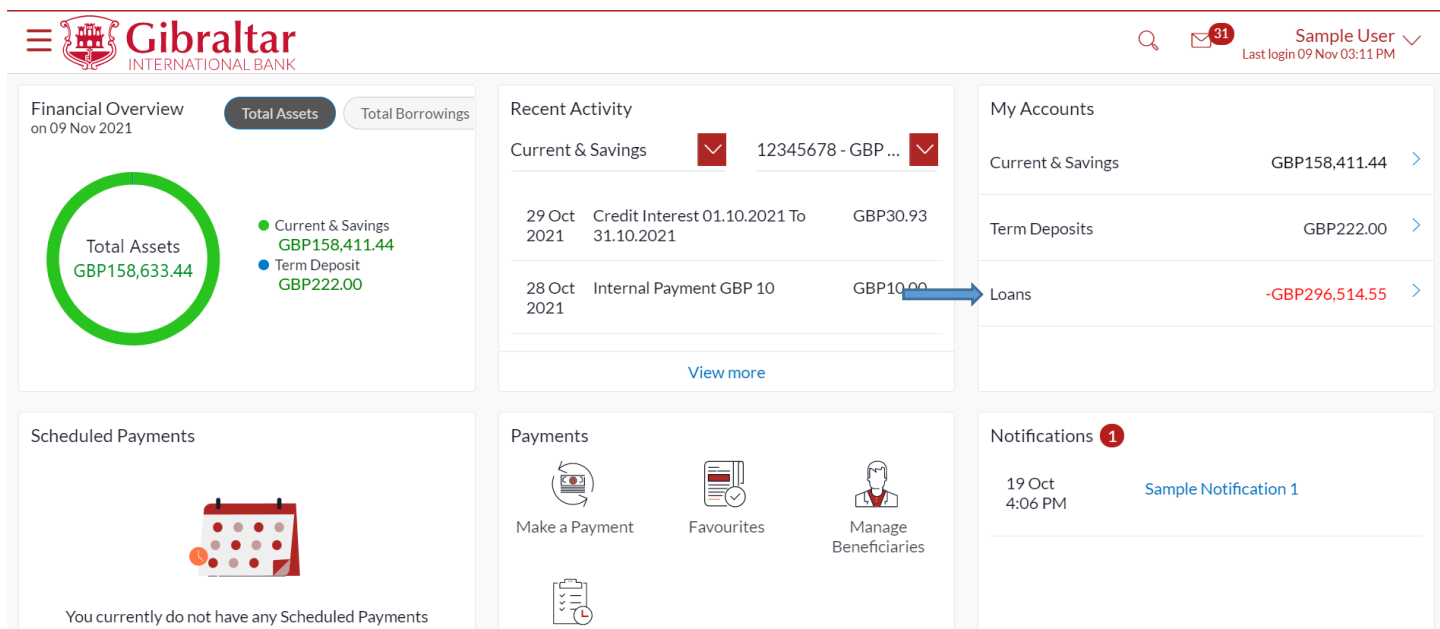 Gibraltar
INTERNATIONAL BANK
31
Sample User
Last login 09 Nov 03:11 PM
Financial Overview
on 09 Nov 2021
Total Assets
Total Borrowings
Total Assets
GBP158,633.44
Current & Savings
GBP158,411.44
Term Deposit
GBP222.00
Recent Activity
Current & Savings
12345678 - GBP ...
29 Oct 2021
Credit Interest 01.10.2021 To
31.10.2021
GBP30.93
28 Oct 2021
Internal Payment GBP 10
GBP10.00
View more
My Accounts
Current & Savings GBP158,411.44
Term Deposits GBP222.00
Loans -GBP296,514.55
Scheduled Payments
You currently do not have any Scheduled Payments
Payments
Make a Payment
Favourites
Manage
Beneficiaries
Notifications 1
19 Oct
4:06 PM
Sample Notification 1